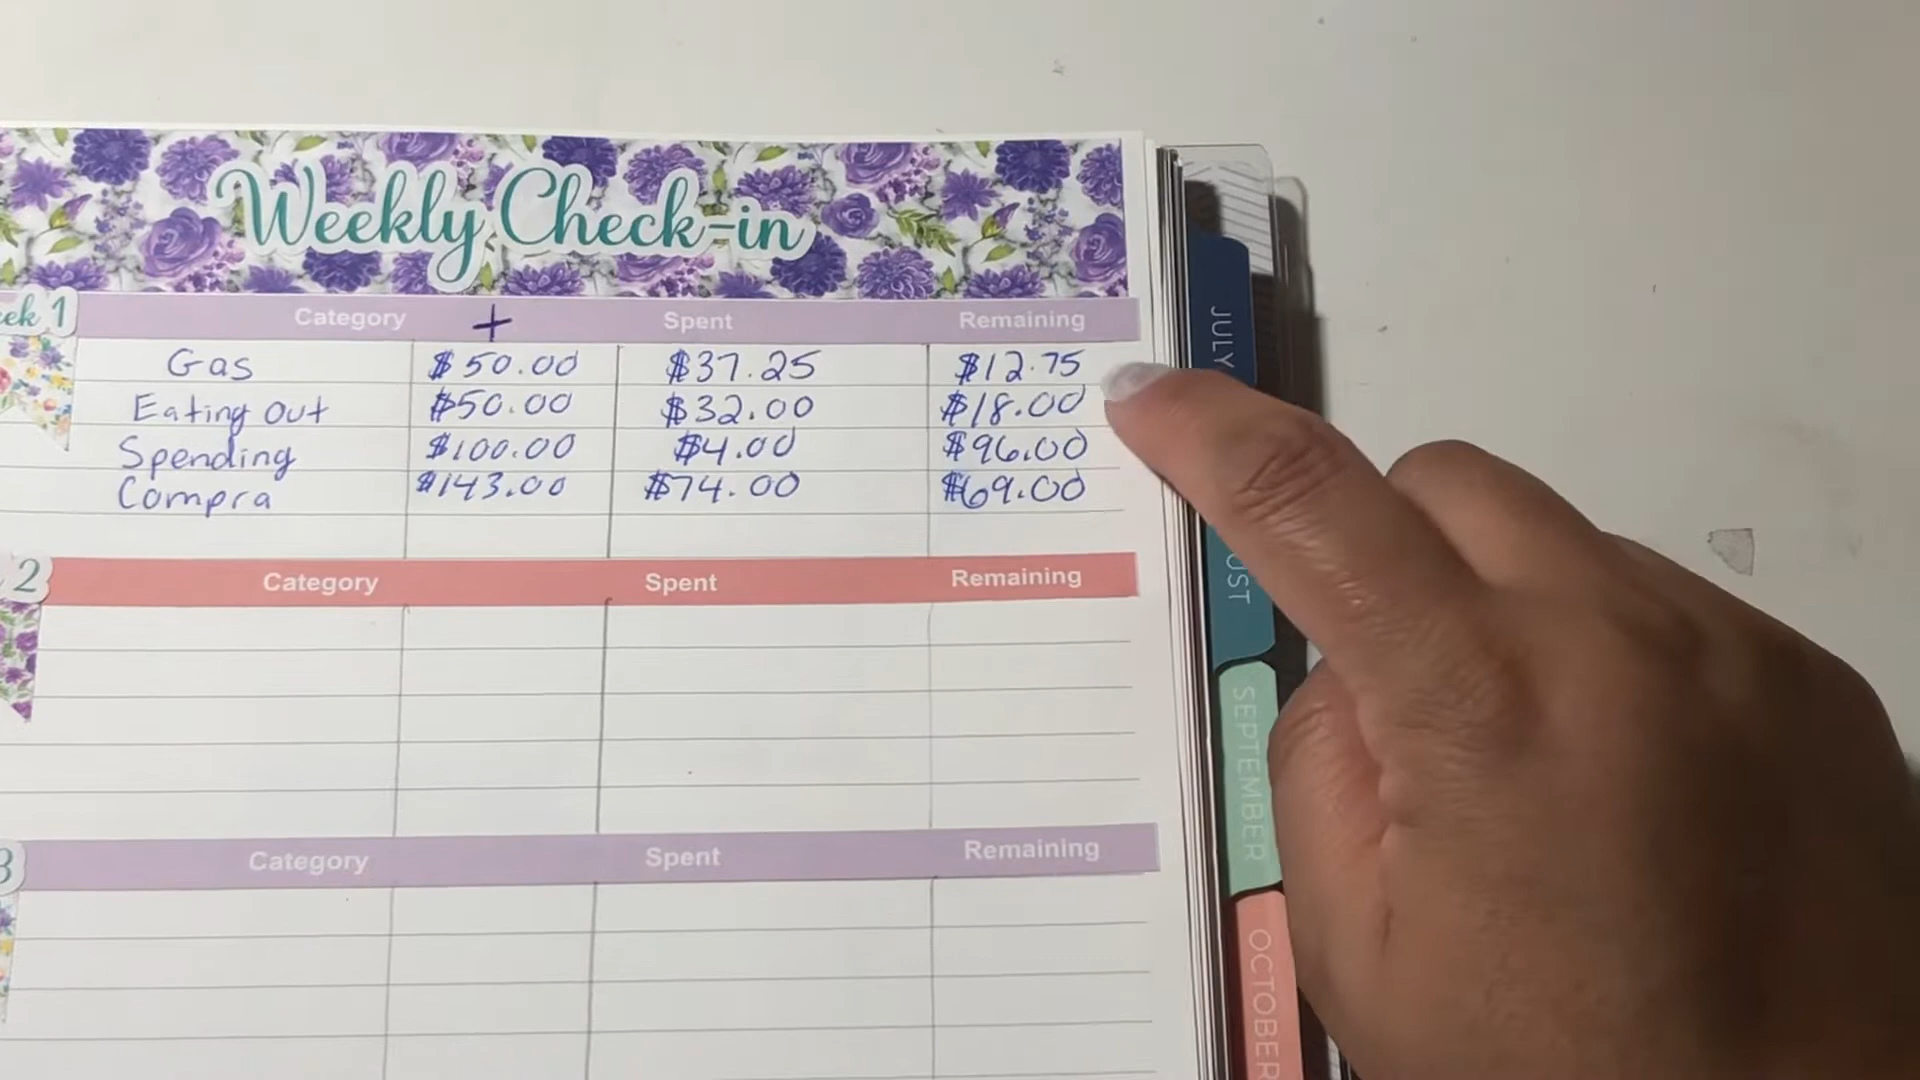 Weekly Check-in
eek 1
Category + Spent Remaining
Gas $50.00 $37.25 $12.75
Eating Out $50.00 $32.00 $18.00
Spending $100.00 $4.00 $96.00
Compra $143.00 $74.00 $69.00
2
Category Spent Remaining
3
Category Spent Remaining
JULY
UST
SEPTEMBER
OCTOBER